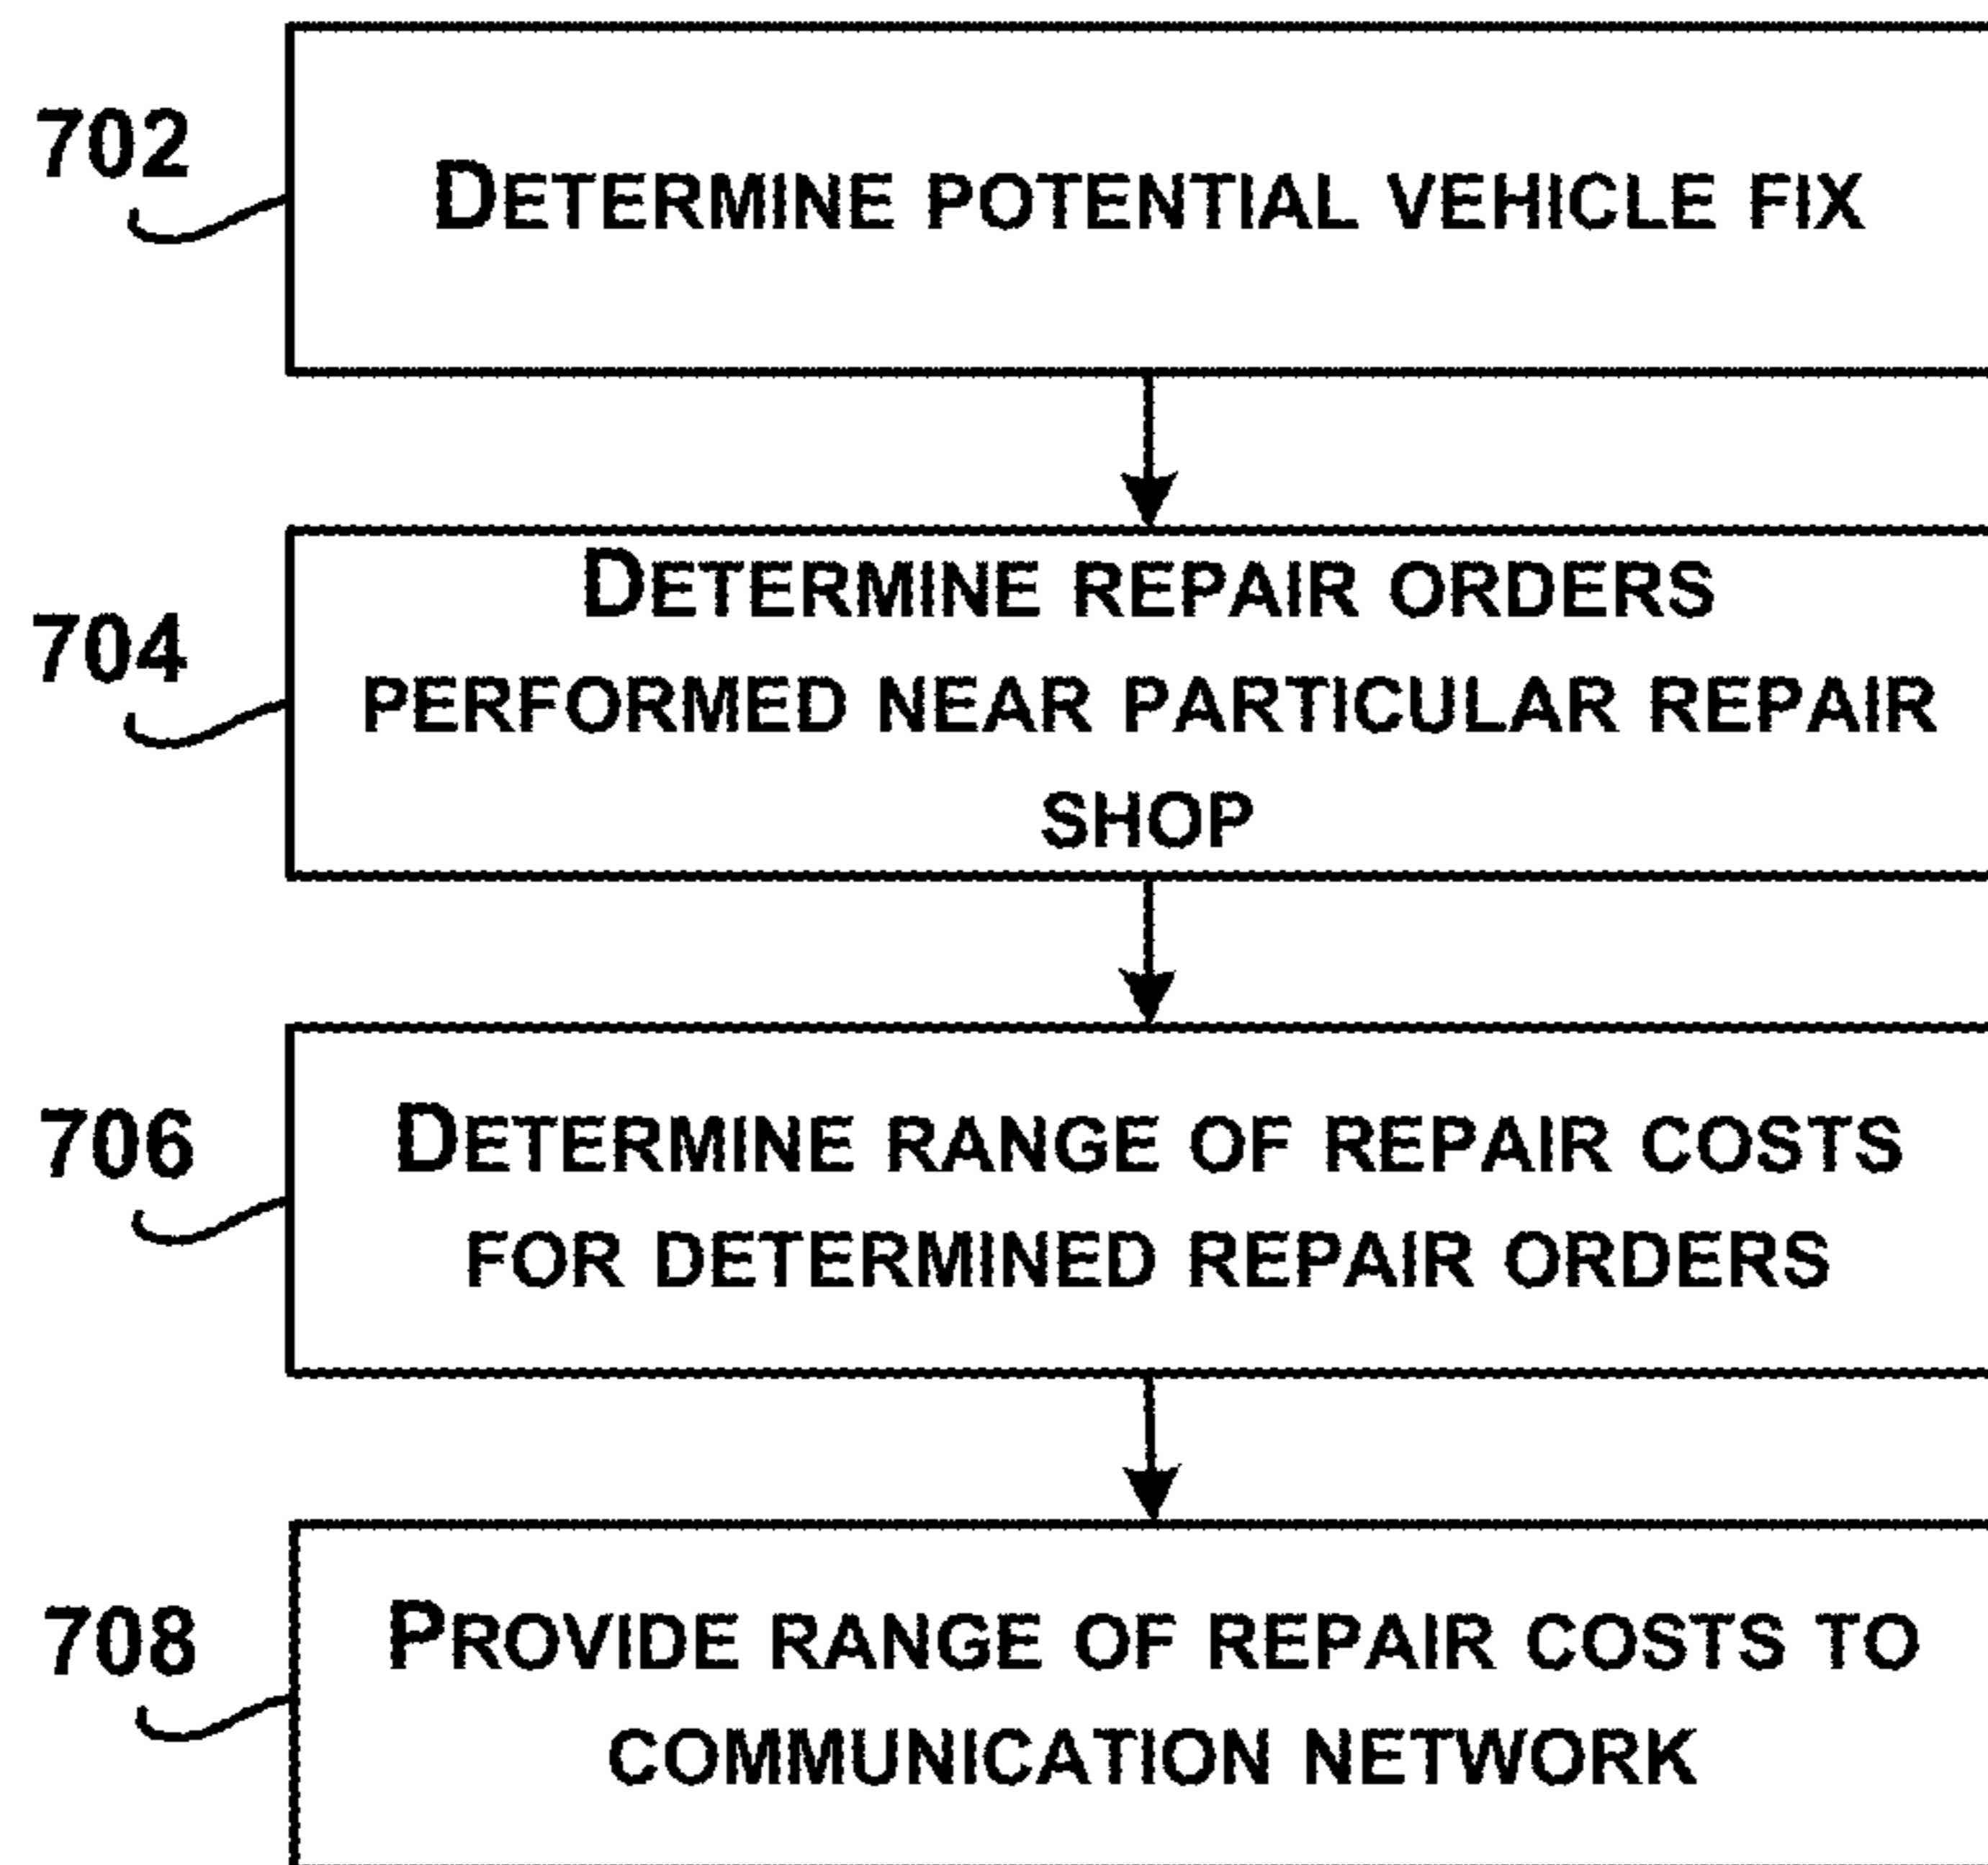 702
DETERMINE POTENTIAL VEHICLE FIX
704
DETERMINE REPAIR ORDERS
PERFORMED NEAR PARTICULAR REPAIR
SHOP
706
DETERMINE RANGE OF REPAIR COSTS
FOR DETERMINED REPAIR ORDERS
708
PROVIDE RANGE OF REPAIR COSTS TO
COMMUNICATION NETWORK